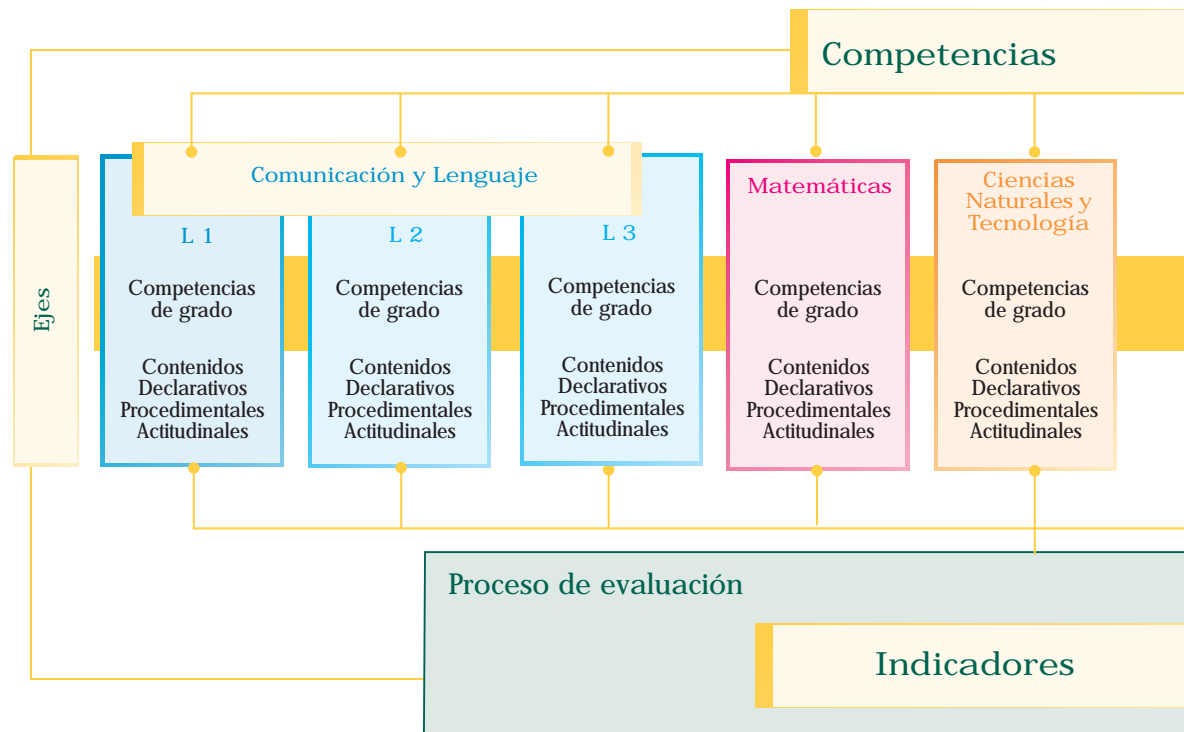 Competencias
Ejes
Comunicación y Lenguaje
L 1
Competencias
de grado
Contenidos
Declarativos
Procedimentales
Actitudinales
L 2
Competencias
de grado
Contenidos
Declarativos
Procedimentales
Actitudinales
L 3
Competencias
de grado
Contenidos
Declarativos
Procedimentales
Actitudinales
Matemáticas
Competencias
de grado
Contenidos
Declarativos
Procedimentales
Actitudinales
Ciencias
Naturales y
Tecnología
Competencias
de grado
Contenidos
Declarativos
Procedimentales
Actitudinales
Proceso de evaluación
Indicadores